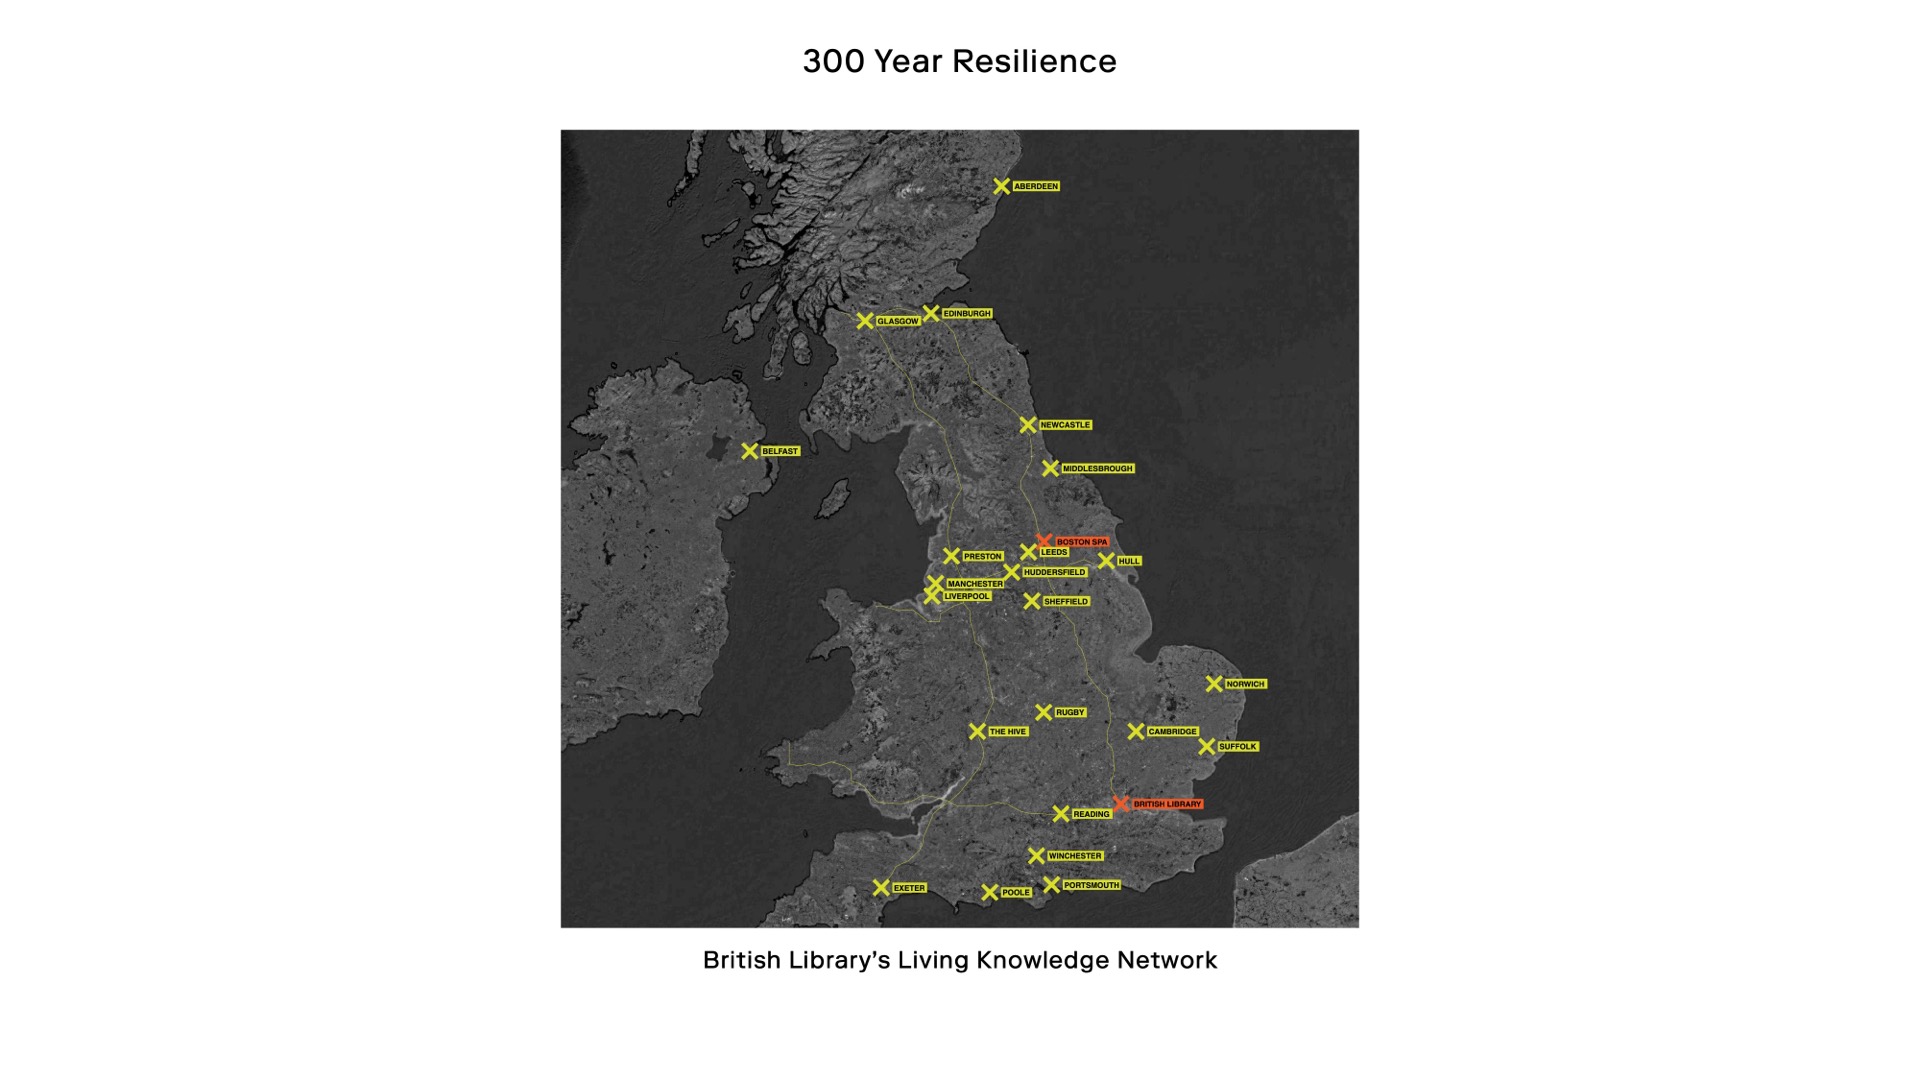 300 Year Resilience
ABERDEEN
EDINBURGH
GLASGOW
NEWCASTLE
BELFAST
MIDDLESBROUGH
BOSTON SPA
LEEDS
PRESTON
HULL
HUDDERSFIELD
MANCHESTER
LIVERPOOL
SHEFFIELD
NORWICH
RUGBY
THE HIVE
CAMBRIDGE
SUFFOLK
BRITISH LIBRARY
READING
WINCHESTER
PORTSMOUTH
EXETER
POOLE
British Library’s Living Knowledge Network